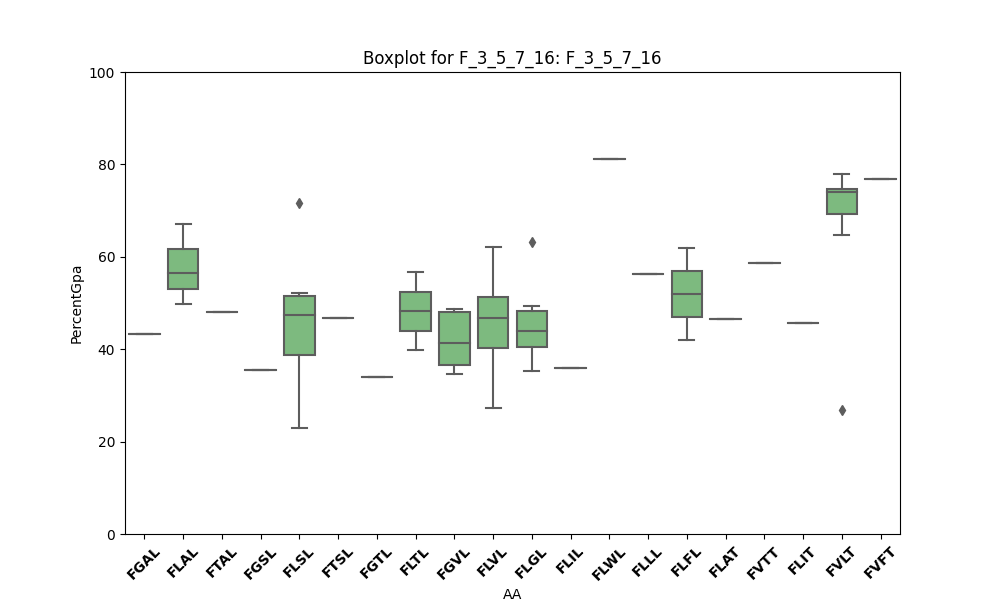 Boxplot for F_3_5_7_16: F_3_5_7_16
100
80
60
40
20
0
PercentGpa
FGAL FLAL FTAL FGSL FLSL FTSL FGTL FLTL FGVL FLVL FLGL FLIL FLWL FLLL FLFL FLAT FVTT FLIT FVLT FVFT
AA